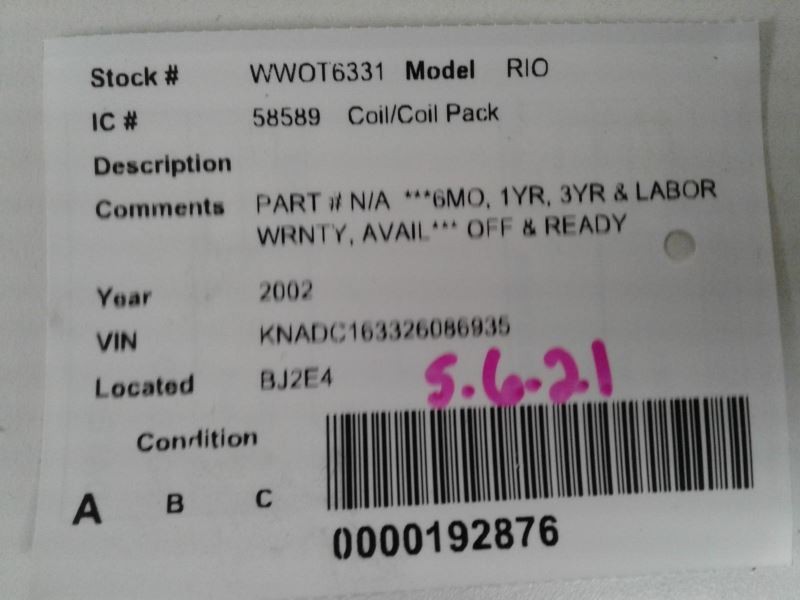 Stock # WWOT6331 Model RIO
IC # 58589 Coil/Coil Pack
Description
Comments PART # N/A ***6MO, 1YR, 3YR & LABOR
WRNTY, AVAIL*** OFF & READY
Year 2002
VIN KNADC163326086935
Located BJ2E4
5.6.21
Condition
A B C
0000192876